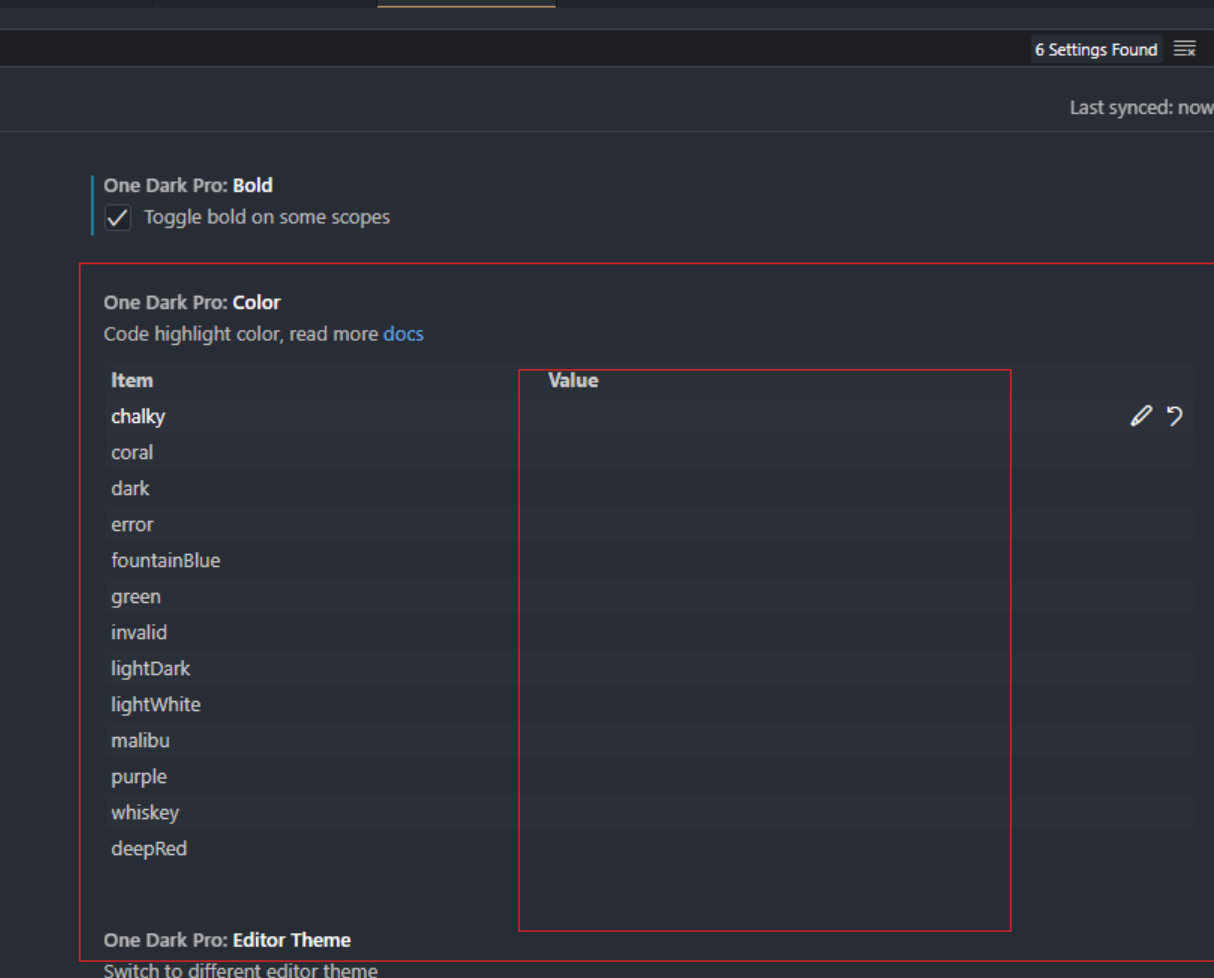 6 Settings Found
Last synced: now
One Dark Pro: Bold
Toggle bold on some scopes
One Dark Pro: Color
Code highlight color, read more docs
Item Value
chalky
coral
dark
error
fountainBlue
green
invalid
lightDark
lightWhite
malibu
purple
whiskey
deepRed
One Dark Pro: Editor Theme
Switch to different editor theme